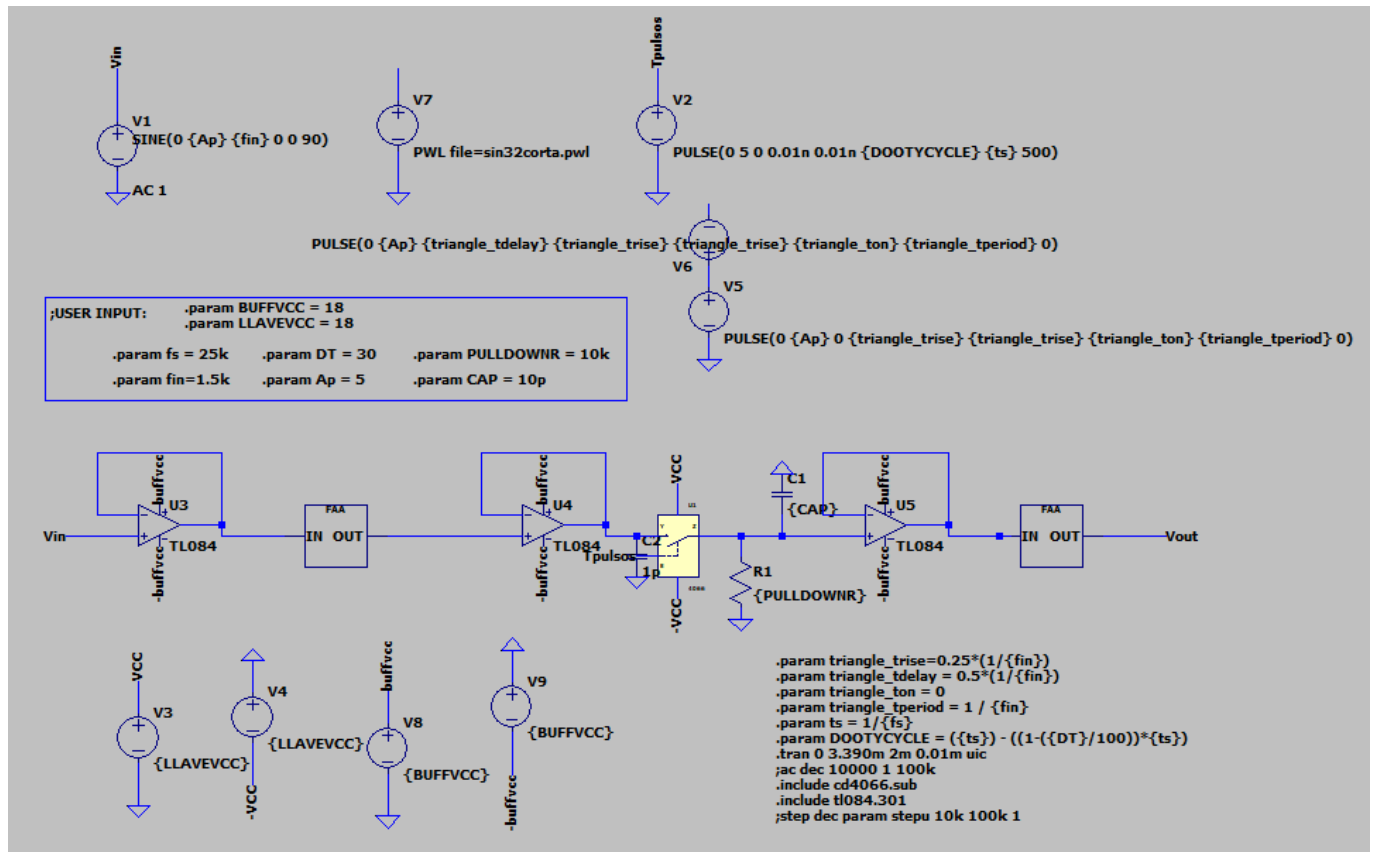 Vin
Tpulsos
V1
SINE(0 {Ap} {fin} 0 0 90)
AC 1
V7
PWL file=sin32corta.pwl
V2
PULSE(0 5 0 0.01n 0.01n {DOOTYCYCLE} {ts} 500)
PULSE(0 {Ap} {triangle_tdelay} {triangle_trise} {triangle_trise} {triangle_ton} {triangle_tperiod} 0)
V6
V5
PULSE(0 {Ap} 0 {triangle_trise} {triangle_trise} {triangle_ton} {triangle_tperiod} 0)
;USER INPUT:
.param BUFFVCC = 18
.param LLAVEVCC = 18
.param fs = 25k
.param DT = 30
.param PULLDOWNR = 10k
.param fin=1.5k
.param Ap = 5
.param CAP = 10p
Vin
buffvcc
U3
TL084
-buffvcc
FAA
IN OUT
buffvcc
U4
TL084
-buffvcc
C2
1p
Tpulsos
VCC
U1
Y
Z
-VCC
R1
{PULLDOWNR}
C1
{CAP}
buffvcc
U5
TL084
-buffvcc
FAA
IN OUT
Vout
VCC
V3
{LLAVEVCC}
V4
{LLAVEVCC}
-VCC
buffvcc
V8
{BUFFVCC}
V9
{BUFFVCC}
-buffvcc
.param triangle_trise=0.25*(1/{fin})
.param triangle_tdelay = 0.5*(1/{fin})
.param triangle_ton = 0
.param triangle_tperiod = 1 / {fin}
.param ts = 1/{fs}
.param DOOTYCYCLE = ({ts}) - ((1-({DT}/100))*{ts})
.tran 0 3.390m 2m 0.01m uic
;ac dec 10000 1 100k
.include cd4066.sub
.include tl084.301
;step dec param stepu 10k 100k 1